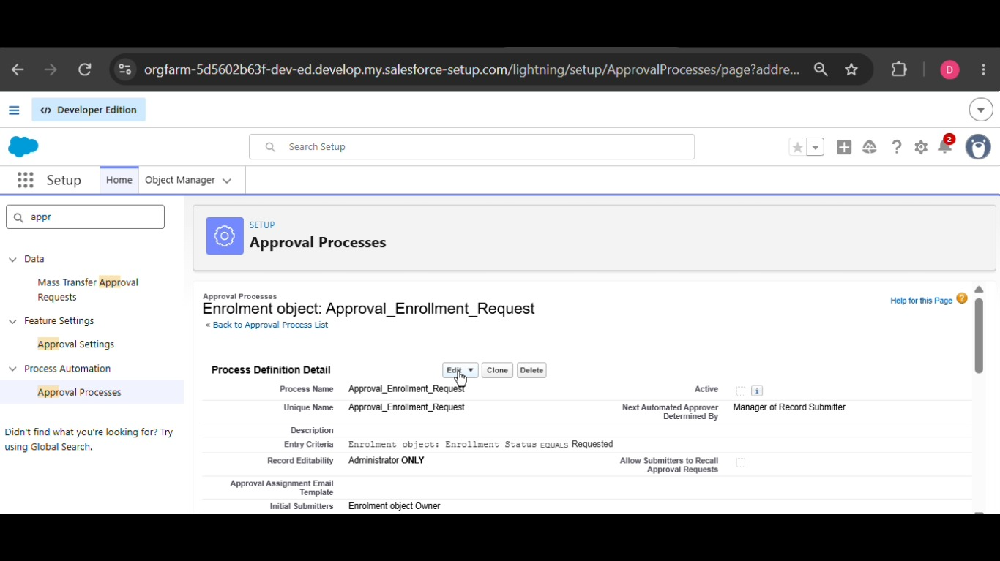 orgfarm-5d5602b63f-dev-ed.develop.my.salesforce-setup.com/lightning/setup/ApprovalProcesses/page?addre...
D
</> Developer Edition
Search Setup
2
Setup
Home
Object Manager
appr
SETUP
Approval Processes
Data
Mass Transfer Approval
Requests
Feature Settings
Approval Settings
Process Automation
Approval Processes
Didn't find what you're looking for? Try
using Global Search.
Approval Processes
Enrolment object: Approval_Enrollment_Request
« Back to Approval Process List
Help for this Page ?
Process Definition Detail
Edit ▼ Clone Delete
Process Name Approval_Enrollment_Request Active i
Unique Name Approval_Enrollment_Request Next Automated Approver Manager of Record Submitter
Determined By
Description
Entry Criteria Enrolment object: Enrollment Status EQUALS Requested
Record Editability Administrator ONLY Allow Submitters to Recall
Approval Requests
Approval Assignment Email
Template
Initial Submitters Enrolment object Owner